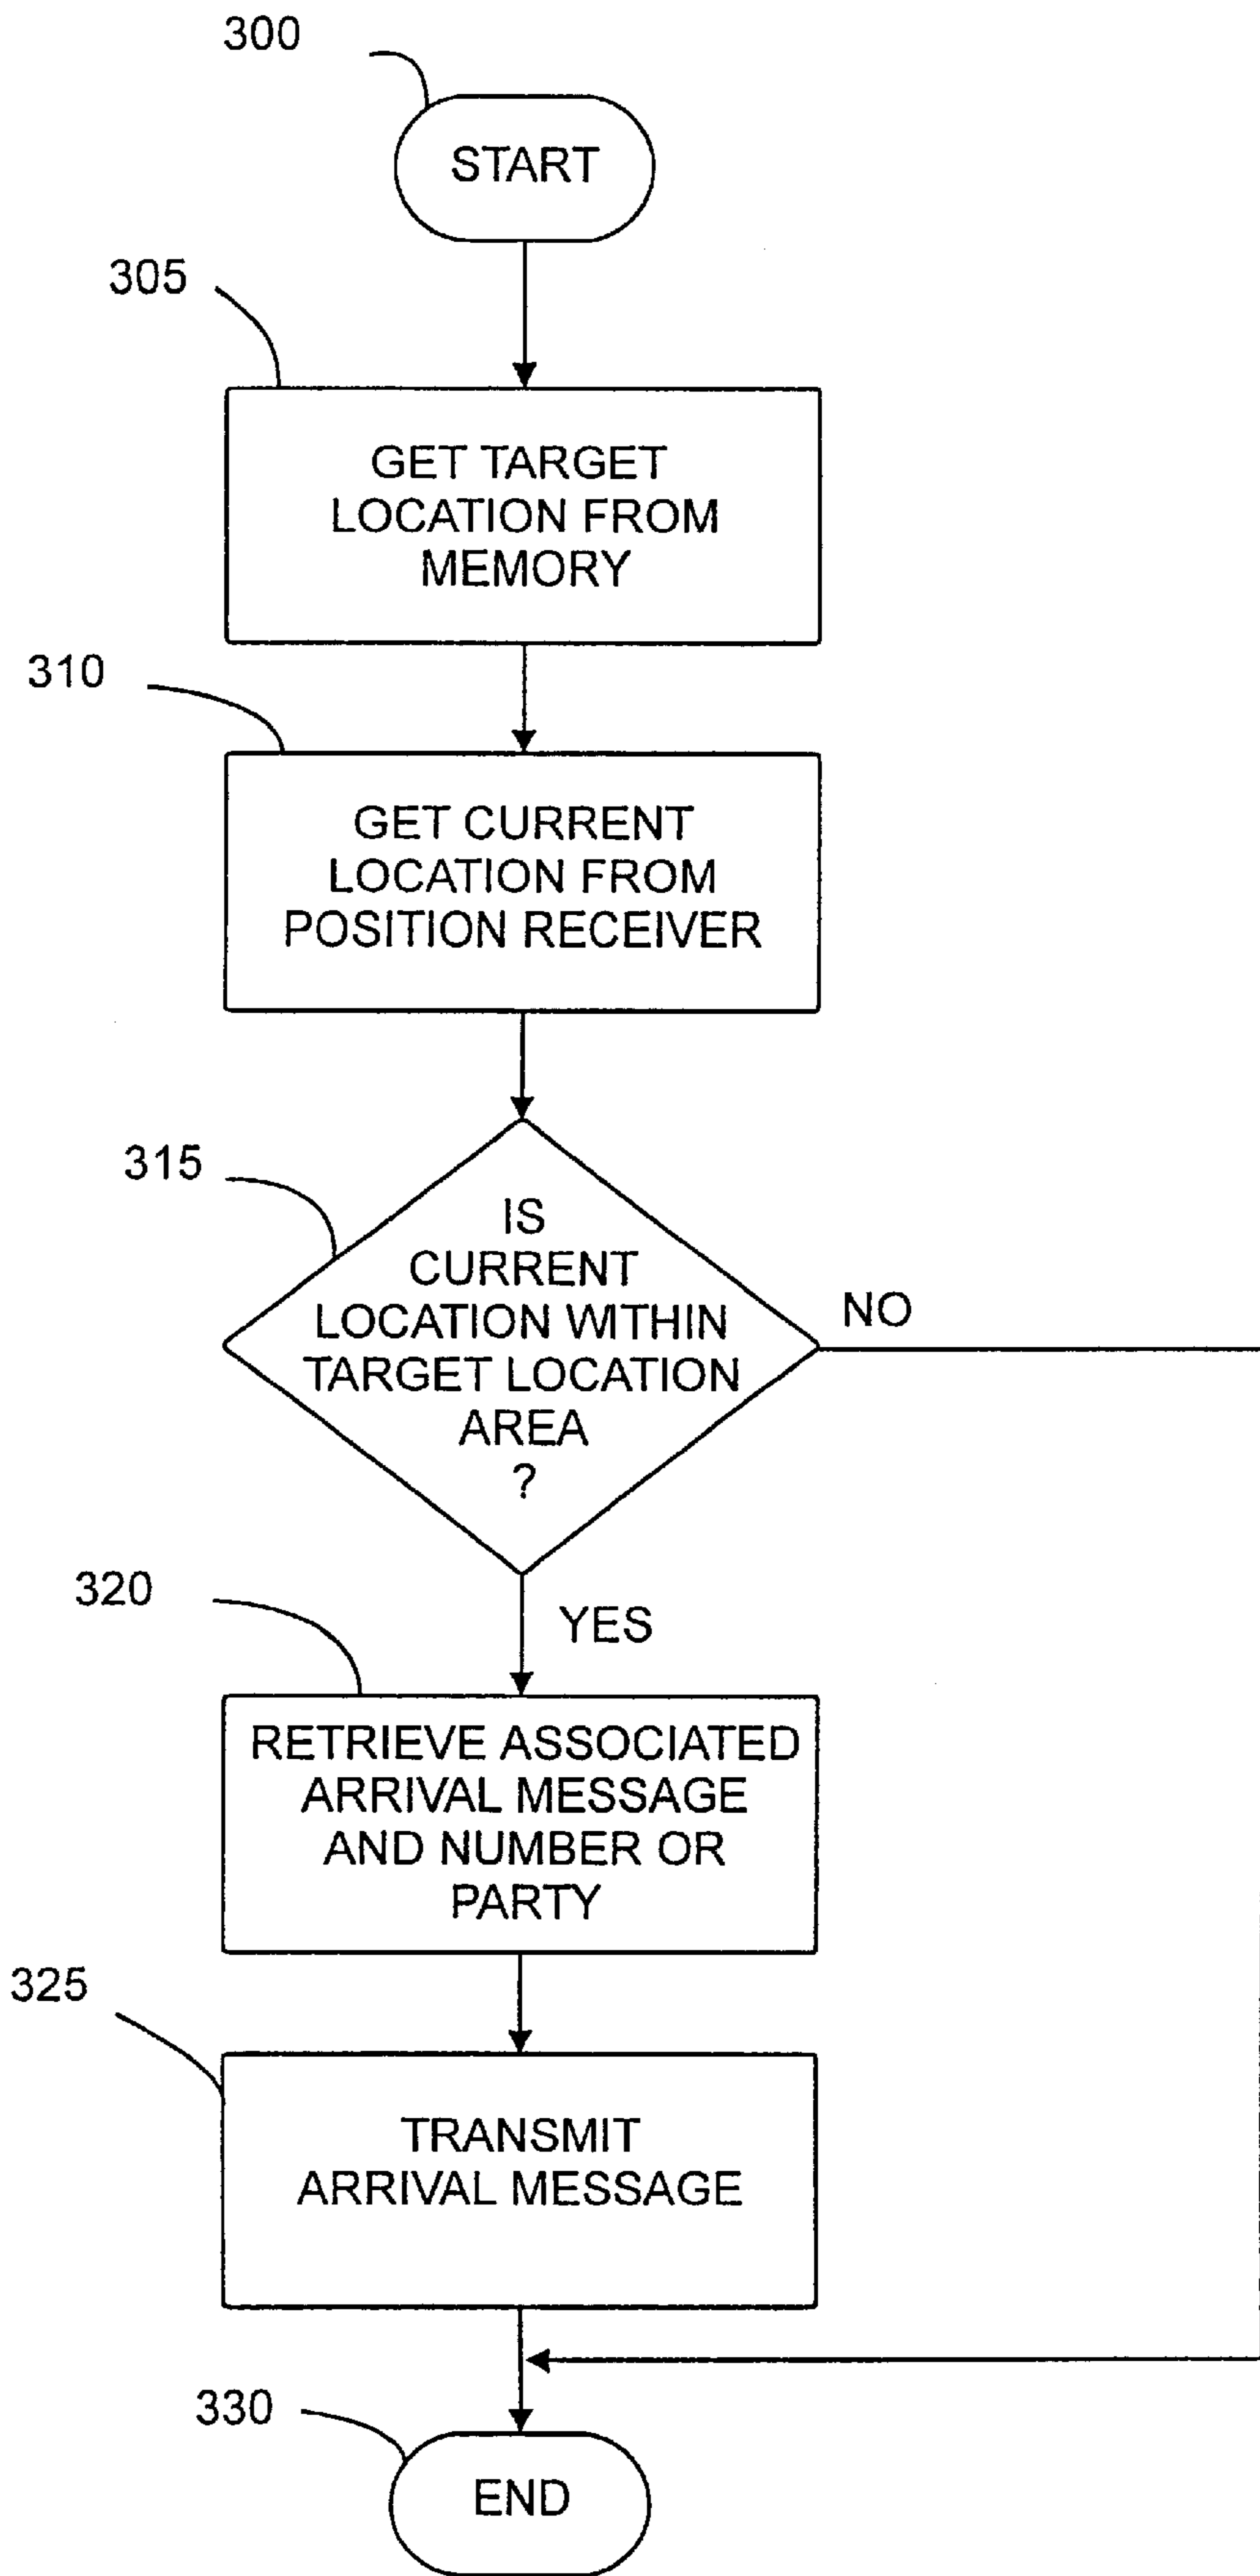 300
START
305
GET TARGET
LOCATION FROM
MEMORY
310
GET CURRENT
LOCATION FROM
POSITION RECEIVER
315
IS
CURRENT
LOCATION WITHIN
TARGET LOCATION
AREA
?
NO
320
YES
RETRIEVE ASSOCIATED
ARRIVAL MESSAGE
AND NUMBER OR
PARTY
325
TRANSMIT
ARRIVAL MESSAGE
330
END